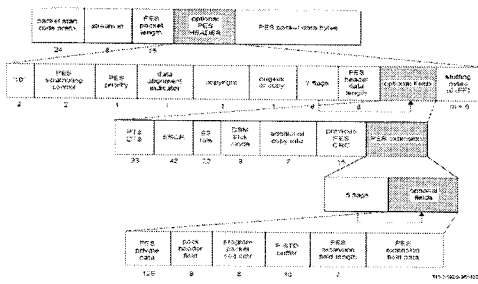 packet start
code prefix
stream id
PES
packet
length
optional
PES
HEADER
PES packet data bytes
24
8
16
'10'
PES
scrambling
control
PES
priority
data
alignment
indicator
copyright
original
or copy
7 flags
PES
header
data
length
optional fields
stuffing
bytes
2
2
1
1
1
1
8
8
PTS
DTS
ESCR
ES
rate
DSM
trick
mode
additional
copy info
previous
PES
CRC
PES extension
33
42
22
8
7
16
5 flags
optional
fields
PES
private
data
pack
header
field
program
packet
P-STD
buffer
PES
extension
field length
PES
extension
field data
128
8
8
16
7